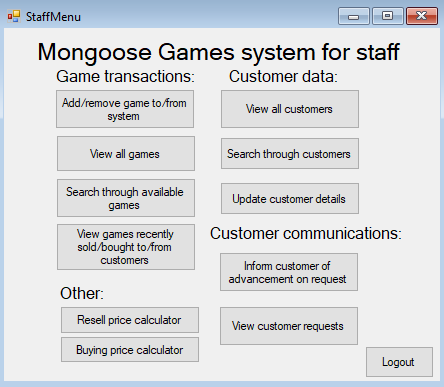 StaffMenu
Mongoose Games system for staff
Game transactions:
Add/remove game to/from
system
View all games
Search through available
games
View games recently
sold/bought to/from
customers
Other:
Resell price calculator
Buying price calculator
Customer data:
View all customers
Search through customers
Update customer details
Customer communications:
Inform customer of
advancement on request
View customer requests
Logout